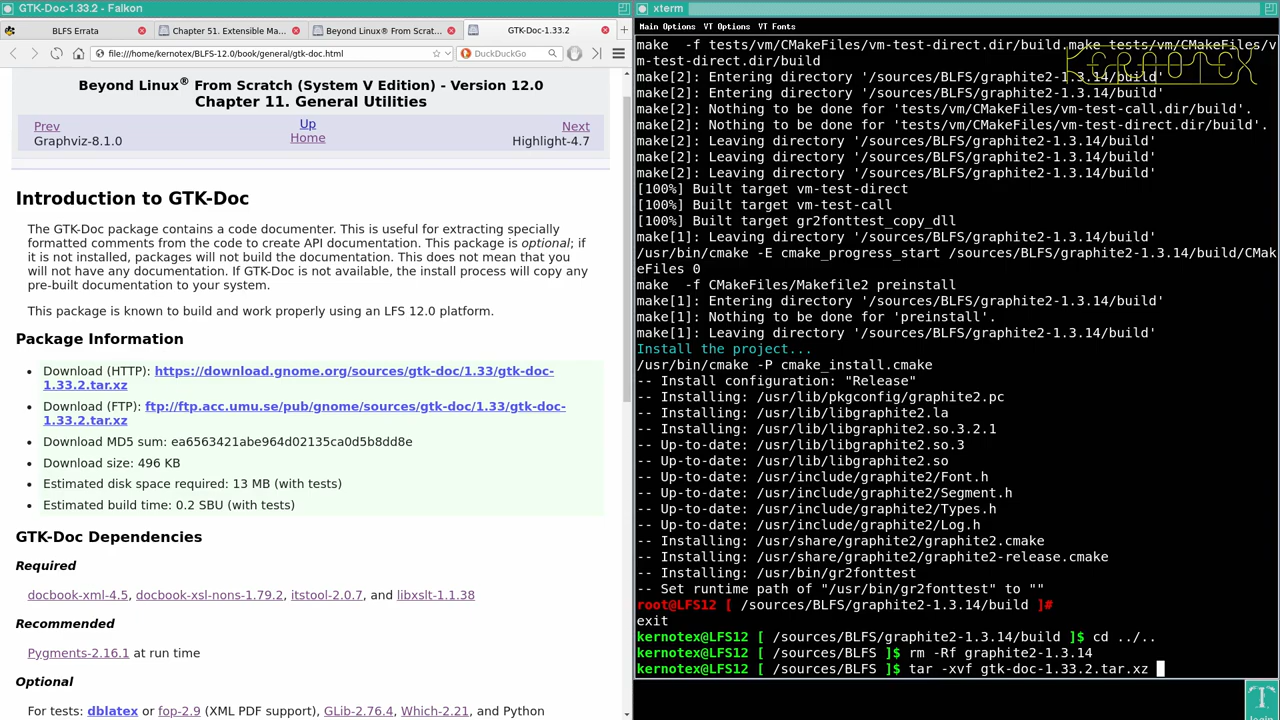 GTK-Doc-1.33.2 - Falkon
BLFS Errata
Chapter 51. Extensible Ma...
Beyond Linux® From Scrat...
GTK-Doc-1.33.2
file:///home/kernotex/BLFS-12.0/book/general/gtk-doc.html
DuckDuckGo
Beyond Linux® From Scratch (System V Edition) - Version 12.0
Chapter 11. General Utilities
Prev
Up
Next
Graphviz-8.1.0
Home
Highlight-4.7
Introduction to GTK-Doc
The GTK-Doc package contains a code documenter. This is useful for extracting specially
formatted comments from the code to create API documentation. This package is optional; if
it is not installed, packages will not build the documentation. This does not mean that you
will not have any documentation. If GTK-Doc is not available, the install process will copy any
pre-built documentation to your system.
This package is known to build and work properly using an LFS 12.0 platform.
Package Information
Download (HTTP): https://download.gnome.org/sources/gtk-doc/1.33/gtk-doc-
1.33.2.tar.xz
Download (FTP): ftp://ftp.acc.umu.se/pub/gnome/sources/gtk-doc/1.33/gtk-doc-
1.33.2.tar.xz
Download MD5 sum: ea6563421abe964d02135ca0d5b8dd8e
Download size: 496 KB
Estimated disk space required: 13 MB (with tests)
Estimated build time: 0.2 SBU (with tests)
GTK-Doc Dependencies
Required
docbook-xml-4.5, docbook-xsl-nons-1.79.2, itstool-2.0.7, and libxslt-1.1.38
Recommended
Pygments-2.16.1 at run time
Optional
For tests: dblatex or fop-2.9 (XML PDF support), GLib-2.76.4, Which-2.21, and Python
xterm
Main Options VT Options VT Fonts
make  -f tests/vm/CMakeFiles/vm-test-direct.dir/build.make tests/vm/CMakeFiles/v
m-test-direct.dir/build
make[2]: Entering directory '/sources/BLFS/graphite2-1.3.14/build'
make[2]: Entering directory '/sources/BLFS/graphite2-1.3.14/build'
make[2]: Nothing to be done for 'tests/vm/CMakeFiles/vm-test-call.dir/build'.
make[2]: Nothing to be done for 'tests/vm/CMakeFiles/vm-test-direct.dir/build'.
make[2]: Leaving directory '/sources/BLFS/graphite2-1.3.14/build'
make[2]: Leaving directory '/sources/BLFS/graphite2-1.3.14/build'
make[2]: Leaving directory '/sources/BLFS/graphite2-1.3.14/build'
[100%] Built target vm-test-direct
[100%] Built target vm-test-call
[100%] Built target gr2fonttest_copy_dll
make[1]: Leaving directory '/sources/BLFS/graphite2-1.3.14/build'
/usr/bin/cmake -E cmake_progress_start /sources/BLFS/graphite2-1.3.14/build/CMak
eFiles 0
make  -f CMakeFiles/Makefile2 preinstall
make[1]: Entering directory '/sources/BLFS/graphite2-1.3.14/build'
make[1]: Nothing to be done for 'preinstall'.
make[1]: Leaving directory '/sources/BLFS/graphite2-1.3.14/build'
Install the project...
/usr/bin/cmake -P cmake_install.cmake
-- Install configuration: "Release"
-- Installing: /usr/lib/pkgconfig/graphite2.pc
-- Installing: /usr/lib/libgraphite2.la
-- Installing: /usr/lib/libgraphite2.so.3.2.1
-- Up-to-date: /usr/lib/libgraphite2.so.3
-- Up-to-date: /usr/lib/libgraphite2.so
-- Up-to-date: /usr/include/graphite2/Font.h
-- Up-to-date: /usr/include/graphite2/Segment.h
-- Up-to-date: /usr/include/graphite2/Types.h
-- Up-to-date: /usr/include/graphite2/Log.h
-- Installing: /usr/share/graphite2/graphite2.cmake
-- Installing: /usr/share/graphite2/graphite2-release.cmake
-- Installing: /usr/bin/gr2fonttest
-- Set runtime path of "/usr/bin/gr2fonttest" to ""
root@LFS12 [ /sources/BLFS/graphite2-1.3.14/build ]#
exit
kernotex@LFS12 [ /sources/BLFS/graphite2-1.3.14/build ]$ cd ../..
kernotex@LFS12 [ /sources/BLFS ]$ rm -Rf graphite2-1.3.14
kernotex@LFS12 [ /sources/BLFS ]$ tar -xvf gtk-doc-1.33.2.tar.xz
KERNOTEX
login